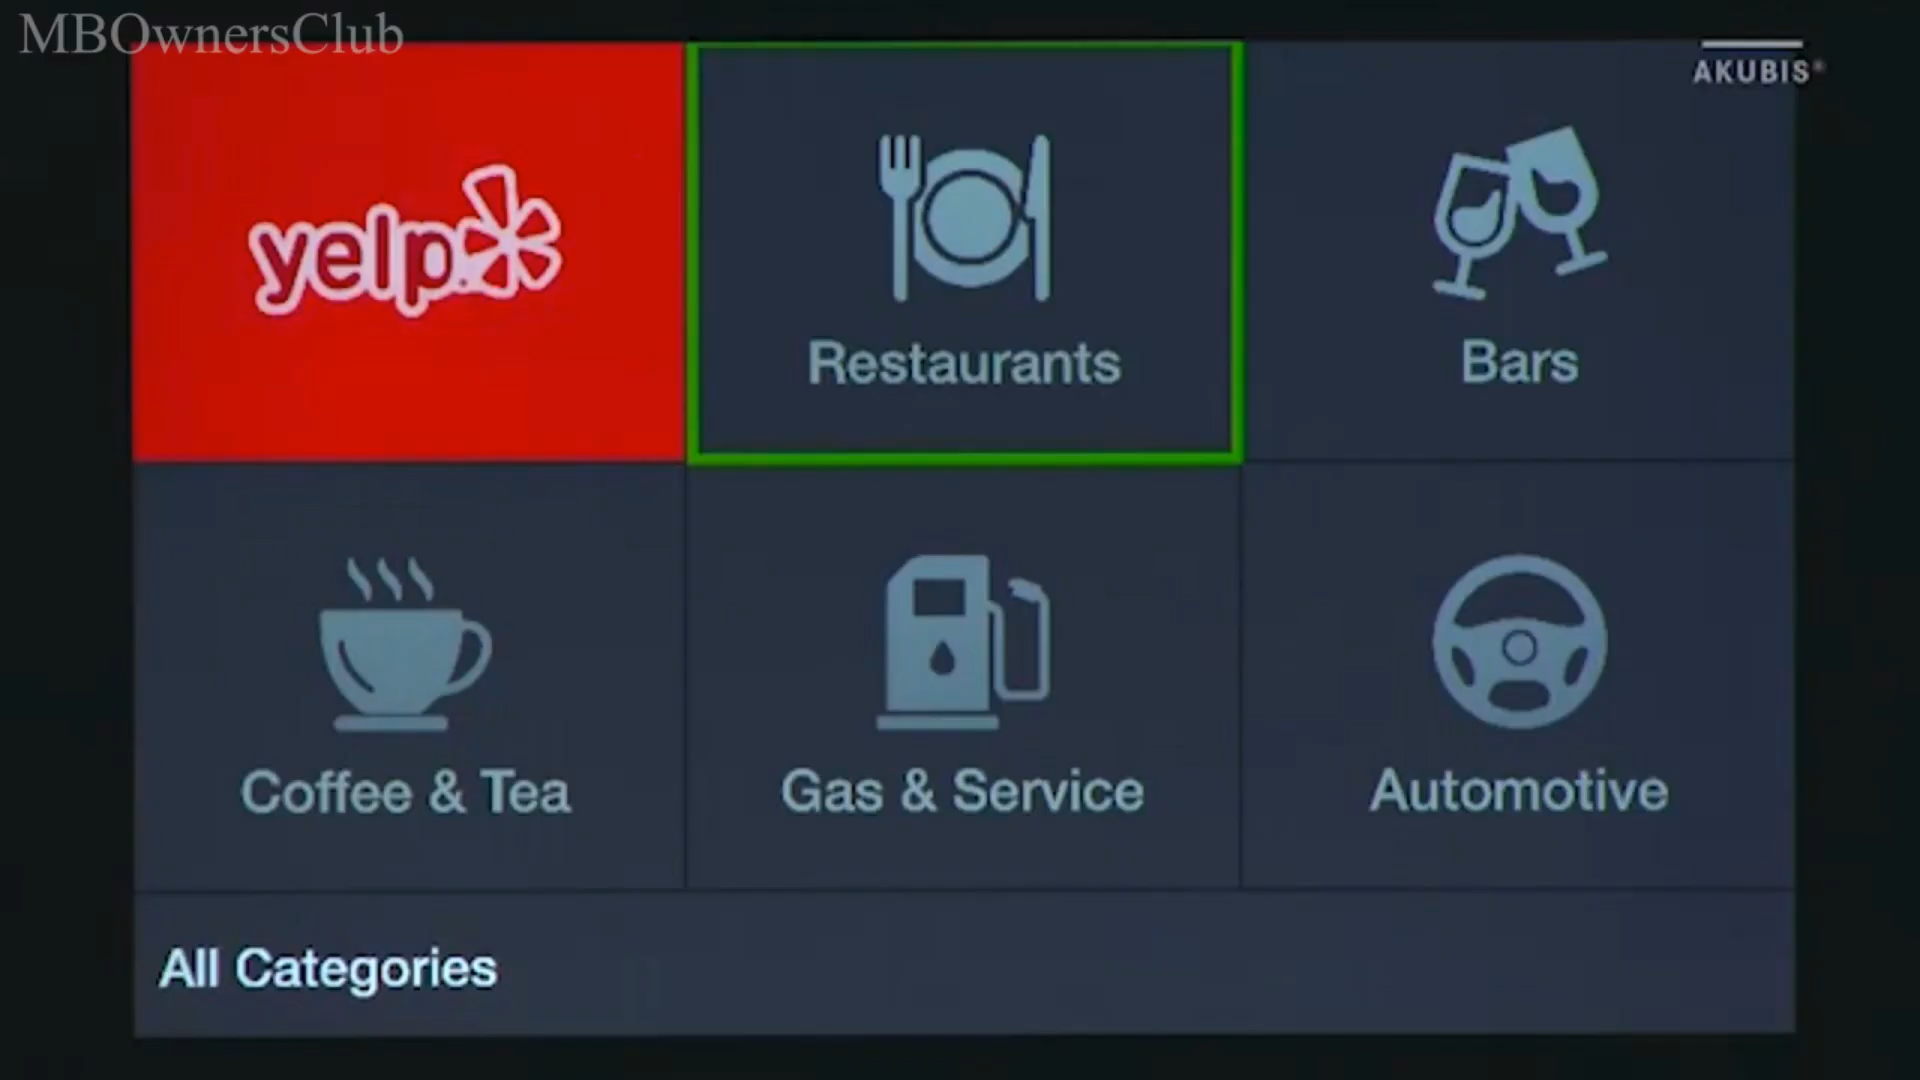 MBOwnersClub
AKUBIS®
yelp
Restaurants
Bars
Coffee & Tea
Gas & Service
Automotive
All Categories